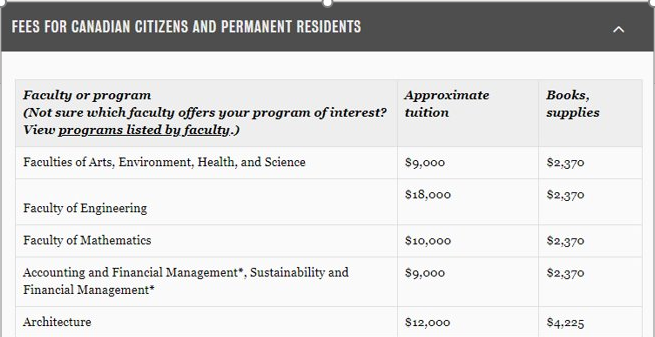 FEES FOR CANADIAN CITIZENS AND PERMANENT RESIDENTS
Faculty or program
(Not sure which faculty offers your program of interest?
View programs listed by faculty.)
Approximate
tuition
Books,
supplies
Faculties of Arts, Environment, Health, and Science $9,000 $2,370
Faculty of Engineering $18,000 $2,370
Faculty of Mathematics $10,000 $2,370
Accounting and Financial Management*, Sustainability and
Financial Management*
$9,000 $2,370
Architecture $12,000 $4,225